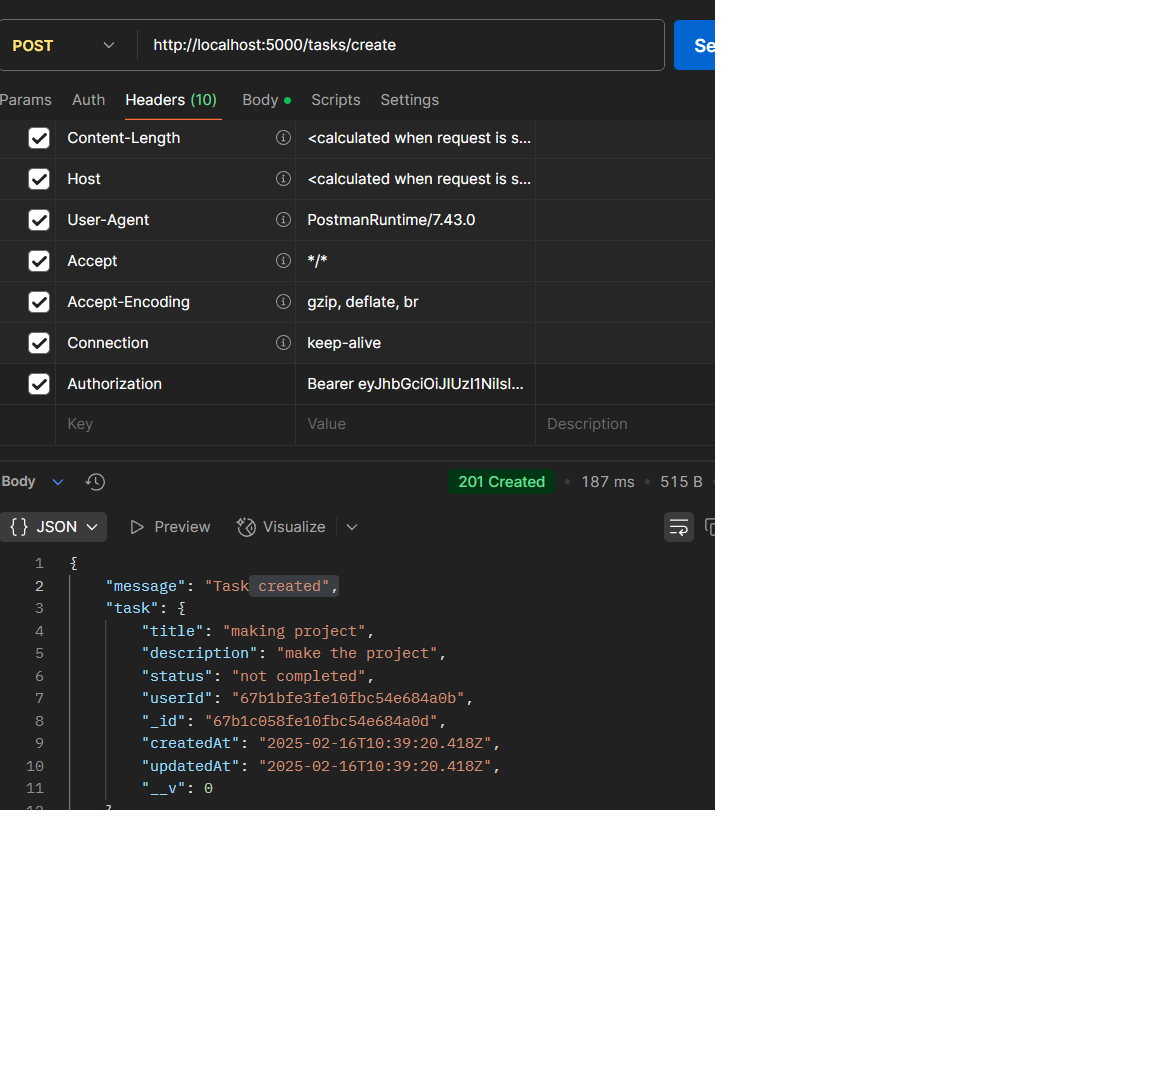 POST http://localhost:5000/tasks/create Se
Params Auth Headers (10) Body Scripts Settings
Content-Length <calculated when request is s...
Host <calculated when request is s...
User-Agent PostmanRuntime/7.43.0
Accept */*
Accept-Encoding gzip, deflate, br
Connection keep-alive
Authorization Bearer eyJhbGciOiJIUzI1NiIsI...
Key Value Description
Body 201 Created • 187 ms • 515 B
{} JSON Preview Visualize
1 {
2 "message": "Task created",
3 "task": {
4 "title": "making project",
5 "description": "make the project",
6 "status": "not completed",
7 "userId": "67b1bfe3fe10fbc54e684a0b",
8 "_id": "67b1c058fe10fbc54e684a0d",
9 "createdAt": "2025-02-16T10:39:20.418Z",
10 "updatedAt": "2025-02-16T10:39:20.418Z",
11 "__v": 0